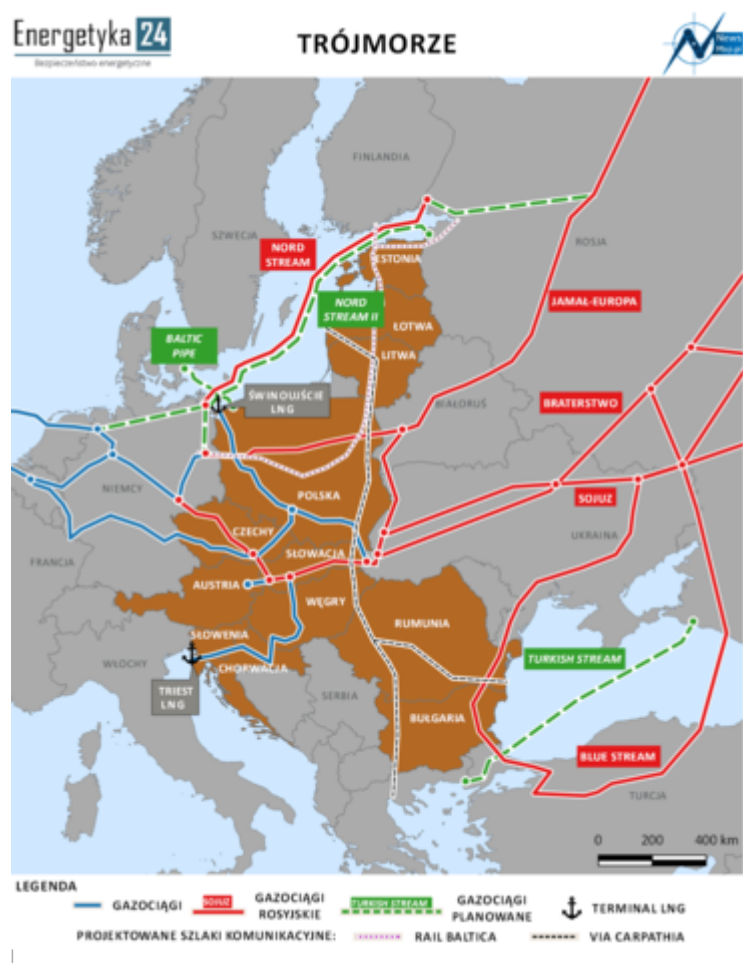 Energetyka 24
Bezpieczeństwo energetyczne
TRÓJMORZE
News
FINLANDIA
SZWECJA
NORD
STREAM
ROSJA
ESTONIA
JAMAŁ-EUROPA
NORD
STREAM II
ŁOTWA
BALTIC
PIPE
LITWA
ŚWINOUJŚCIE
LNG
BIAŁORUŚ
BRATERSTWO
NIEMCY
POLSKA
SOJUZ
CZECHY
UKRAINA
SŁOWACJA
FRANCJA
AUSTRIA
WĘGRY
RUMUNIA
SŁOWENIA
TURKISH STREAM
WŁOCHY
CHORWACJA
TRIEST
LNG
SERBIA
BUŁGARIA
BLUE STREAM
TURCJA
0 200 400 km
LEGENDA
GAZOCIĄGI
SOJUZ
GAZOCIĄGI
ROSYJSKIE
TURKISH STREAM
GAZOCIĄGI
PLANOWANE
TERMINAL LNG
PROJEKTOWANE SZLAKI KOMUNIKACYJNE: RAIL BALTICA VIA CARPATHIA